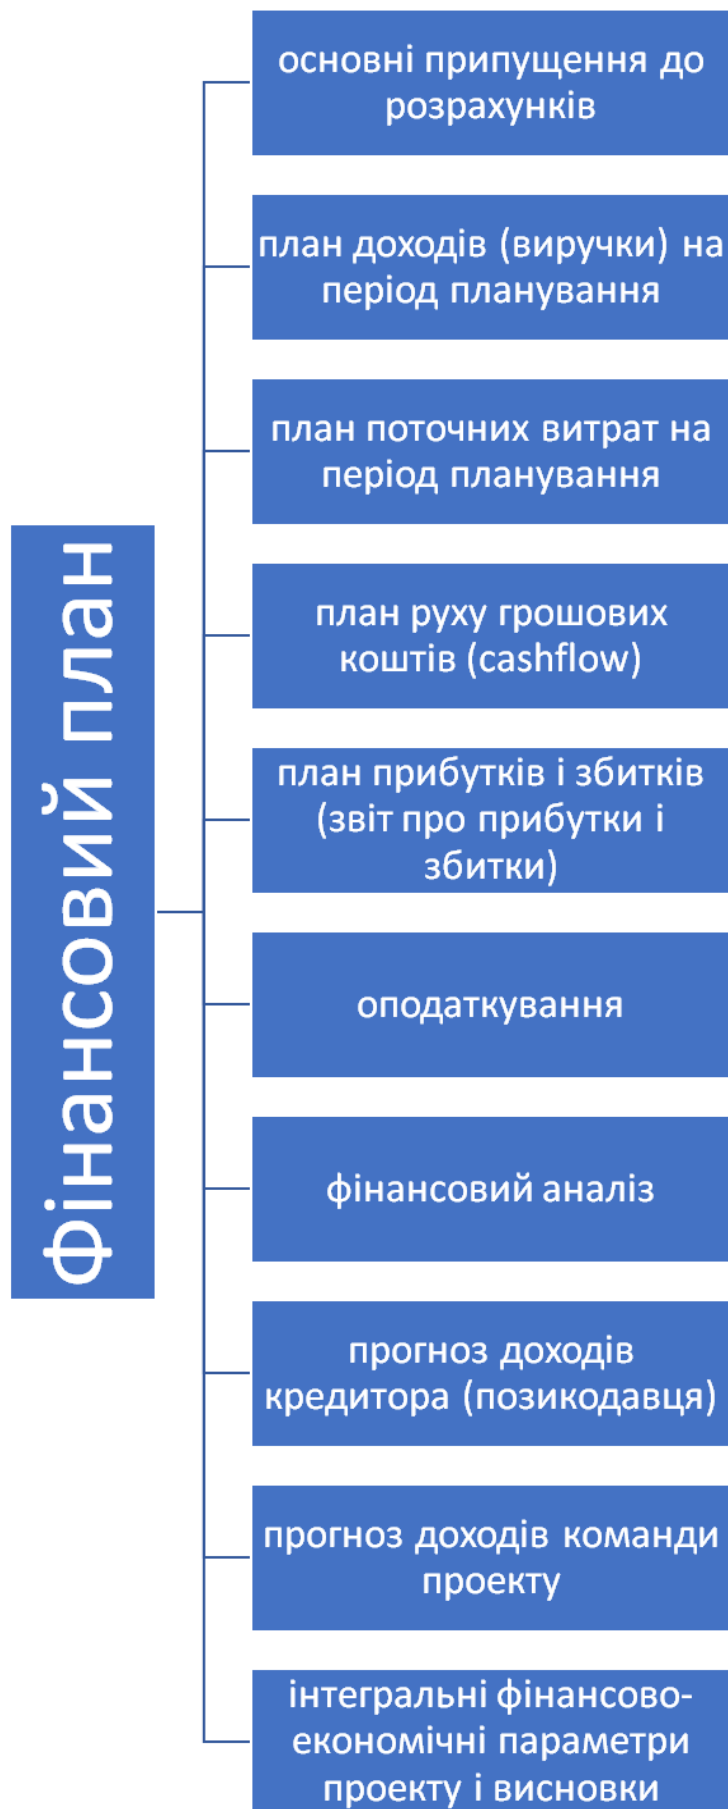 Фінансовий план
основні припущення до
розрахунків
план доходів (виручки) на
період планування
план поточних витрат на
період планування
план руху грошових
коштів (cashflow)
план прибутків і збитків
(звіт про прибутки і
збитки)
оподаткування
фінансовий аналіз
прогноз доходів
кредитора (позикодавця)
прогноз доходів команди
проекту
інтегральні фінансово-
економічні параметри
проекту і висновки